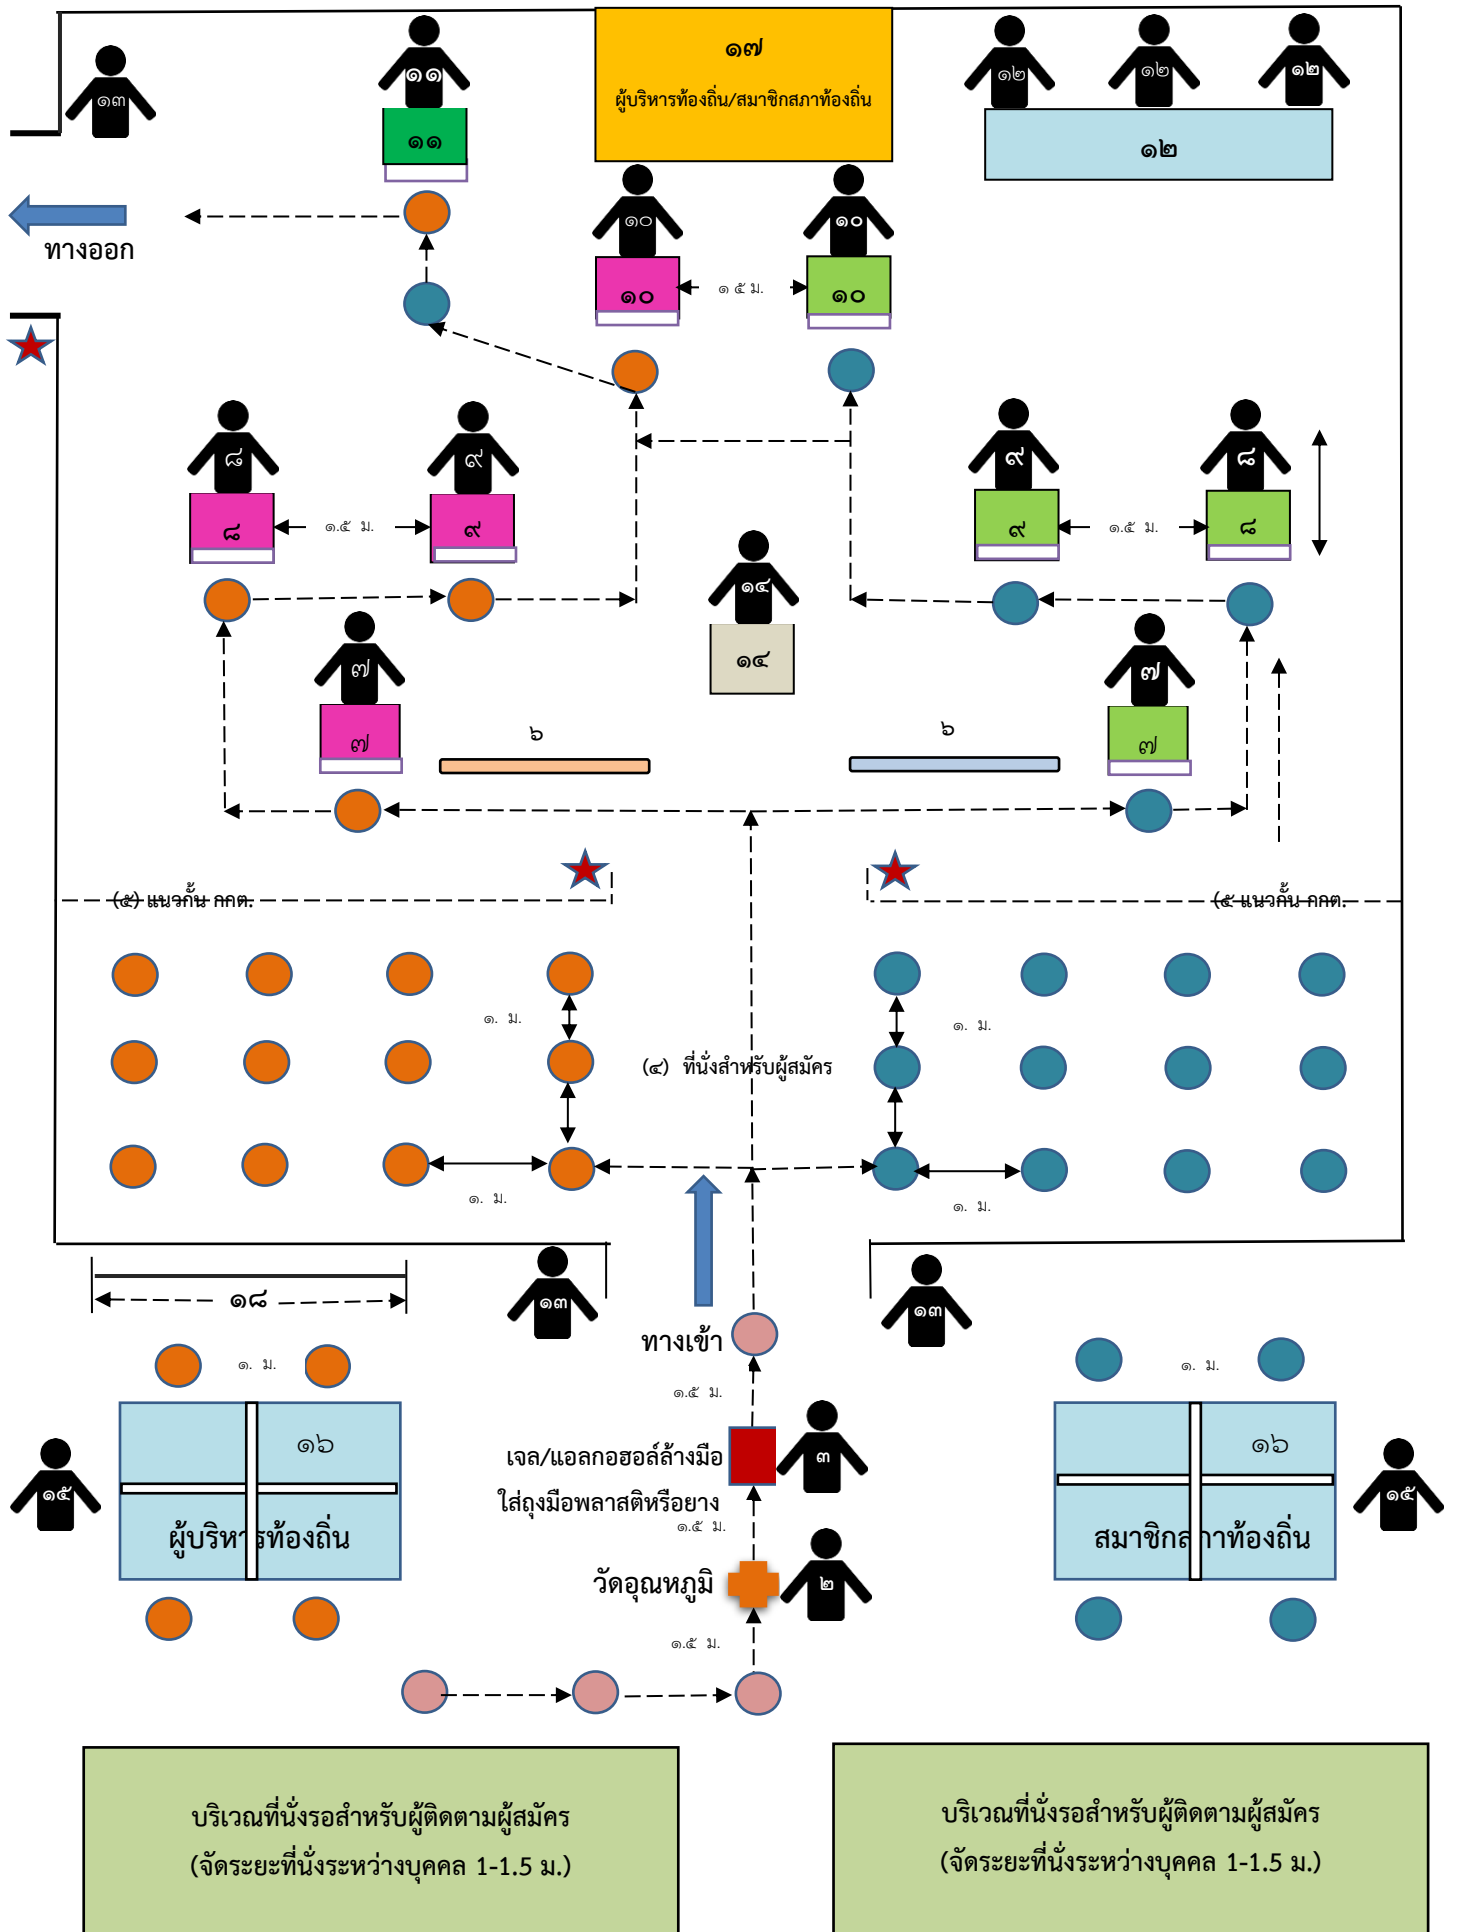 ๑๓
๑๑
๑๗
ผู้บริหารท้องถิ่น/สมาชิกสภาท้องถิ่น
๑๒
๑๒
๑๒
๑๑
๑๒
ทางออก
๑๐
๑๐
๑๐
๑ ๕ ม.
๑๐
๘
๙
๙
๘
๘
๑.๕ ม.
๙
๙
๑.๕ ม.
๘
๑๔
๑๔
๗
๗
๗
๖
๖
๗
(๕) แนวกั้น กกต.
(๕ แนวกั้น กกต.
๑. ม.
๑. ม.
(๔) ที่นั่งสำหรับผู้สมัคร
๑. ม.
๑. ม.
๑๘
๑๓
๑๓
ทางเข้า
๑. ม.
๑. ม.
๑.๕ ม.
๑๖
๑๖
เจล/แอลกอฮอล์ล้างมือ
๓
๑๕
๑๕
ใส่ถุงมือพลาสติหรือยาง
๑.๕ ม.
ผู้บริหารท้องถิ่น
สมาชิกสภาท้องถิ่น
วัดอุณหภูมิ
๒
๑.๕ ม.
บริเวณที่นั่งรอสำหรับผู้ติดตามผู้สมัคร
(จัดระยะที่นั่งระหว่างบุคคล 1-1.5 ม.)
บริเวณที่นั่งรอสำหรับผู้ติดตามผู้สมัคร
(จัดระยะที่นั่งระหว่างบุคคล 1-1.5 ม.)